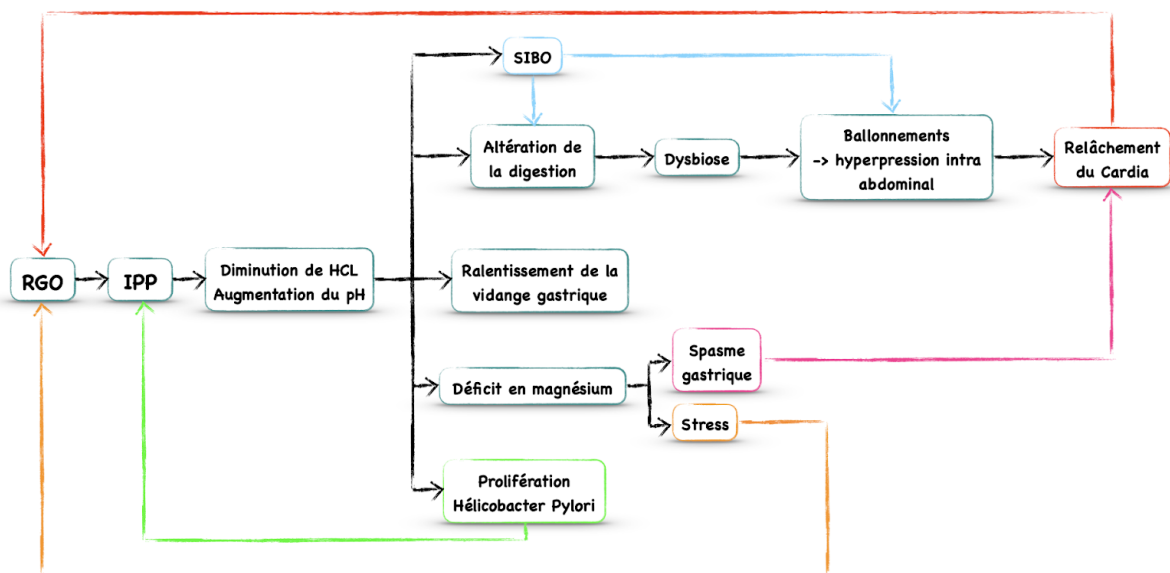 SIBO
Altération de
la digestion
Dysbiose
Ballonnements
-> hyperpression intra
abdominal
Relâchement
du Cardia
RGO
IPP
Diminution de HCL
Augmentation du pH
Ralentissement de la
vidange gastrique
Spasme
gastrique
Déficit en magnésium
Stress
Prolifération
Hélicobacter Pylori